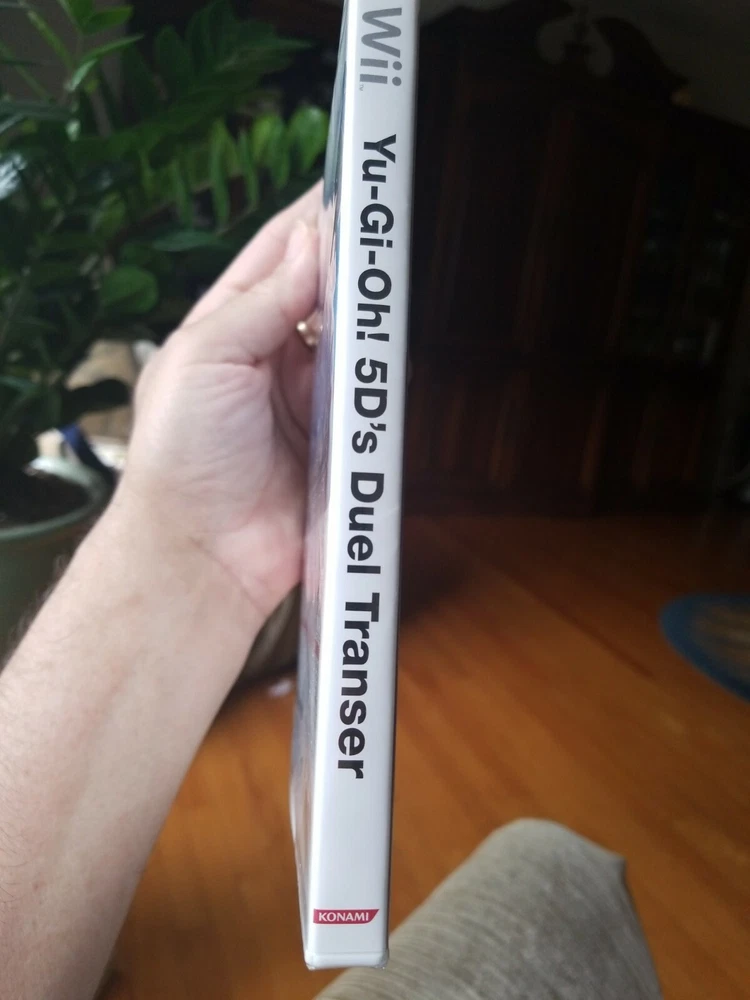 Wii
Yu-Gi-Oh! 5D's Duel Transer
KONAMI